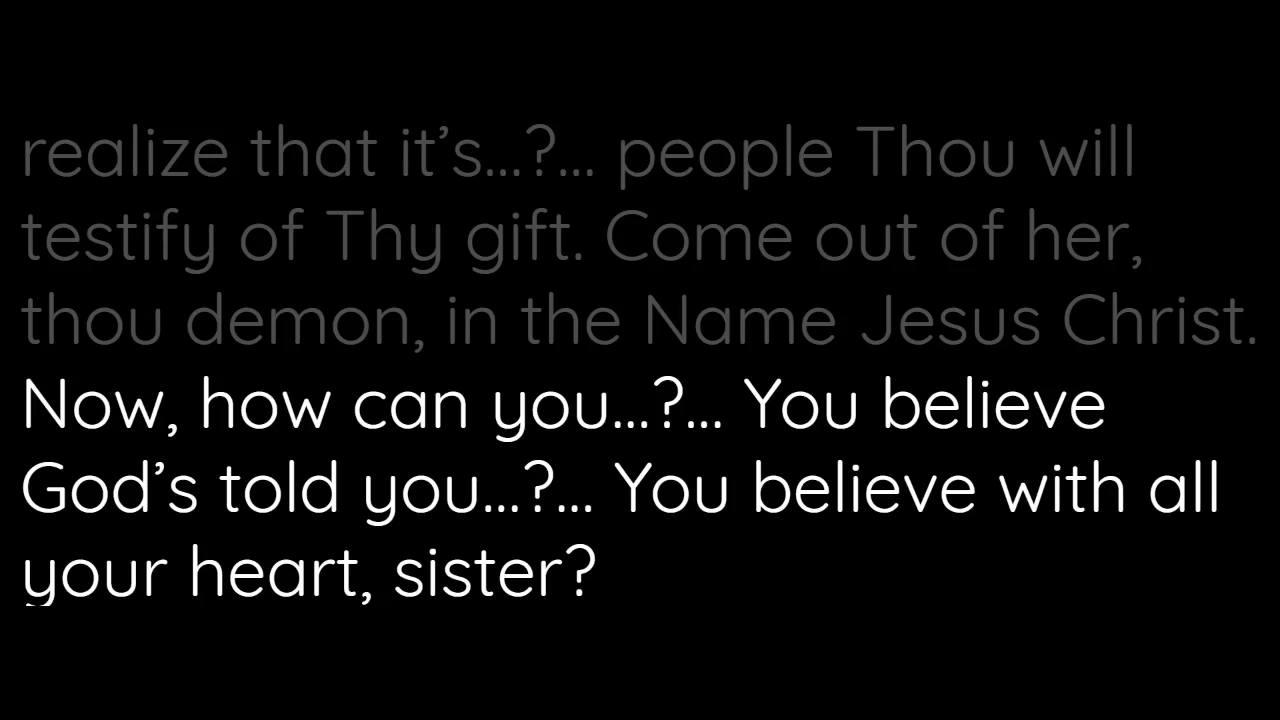 realize that it’s...?... people Thou will
testify of Thy gift. Come out of her,
thou demon, in the Name Jesus Christ.
Now, how can you...?... You believe
God’s told you...?... You believe with all
your heart, sister?